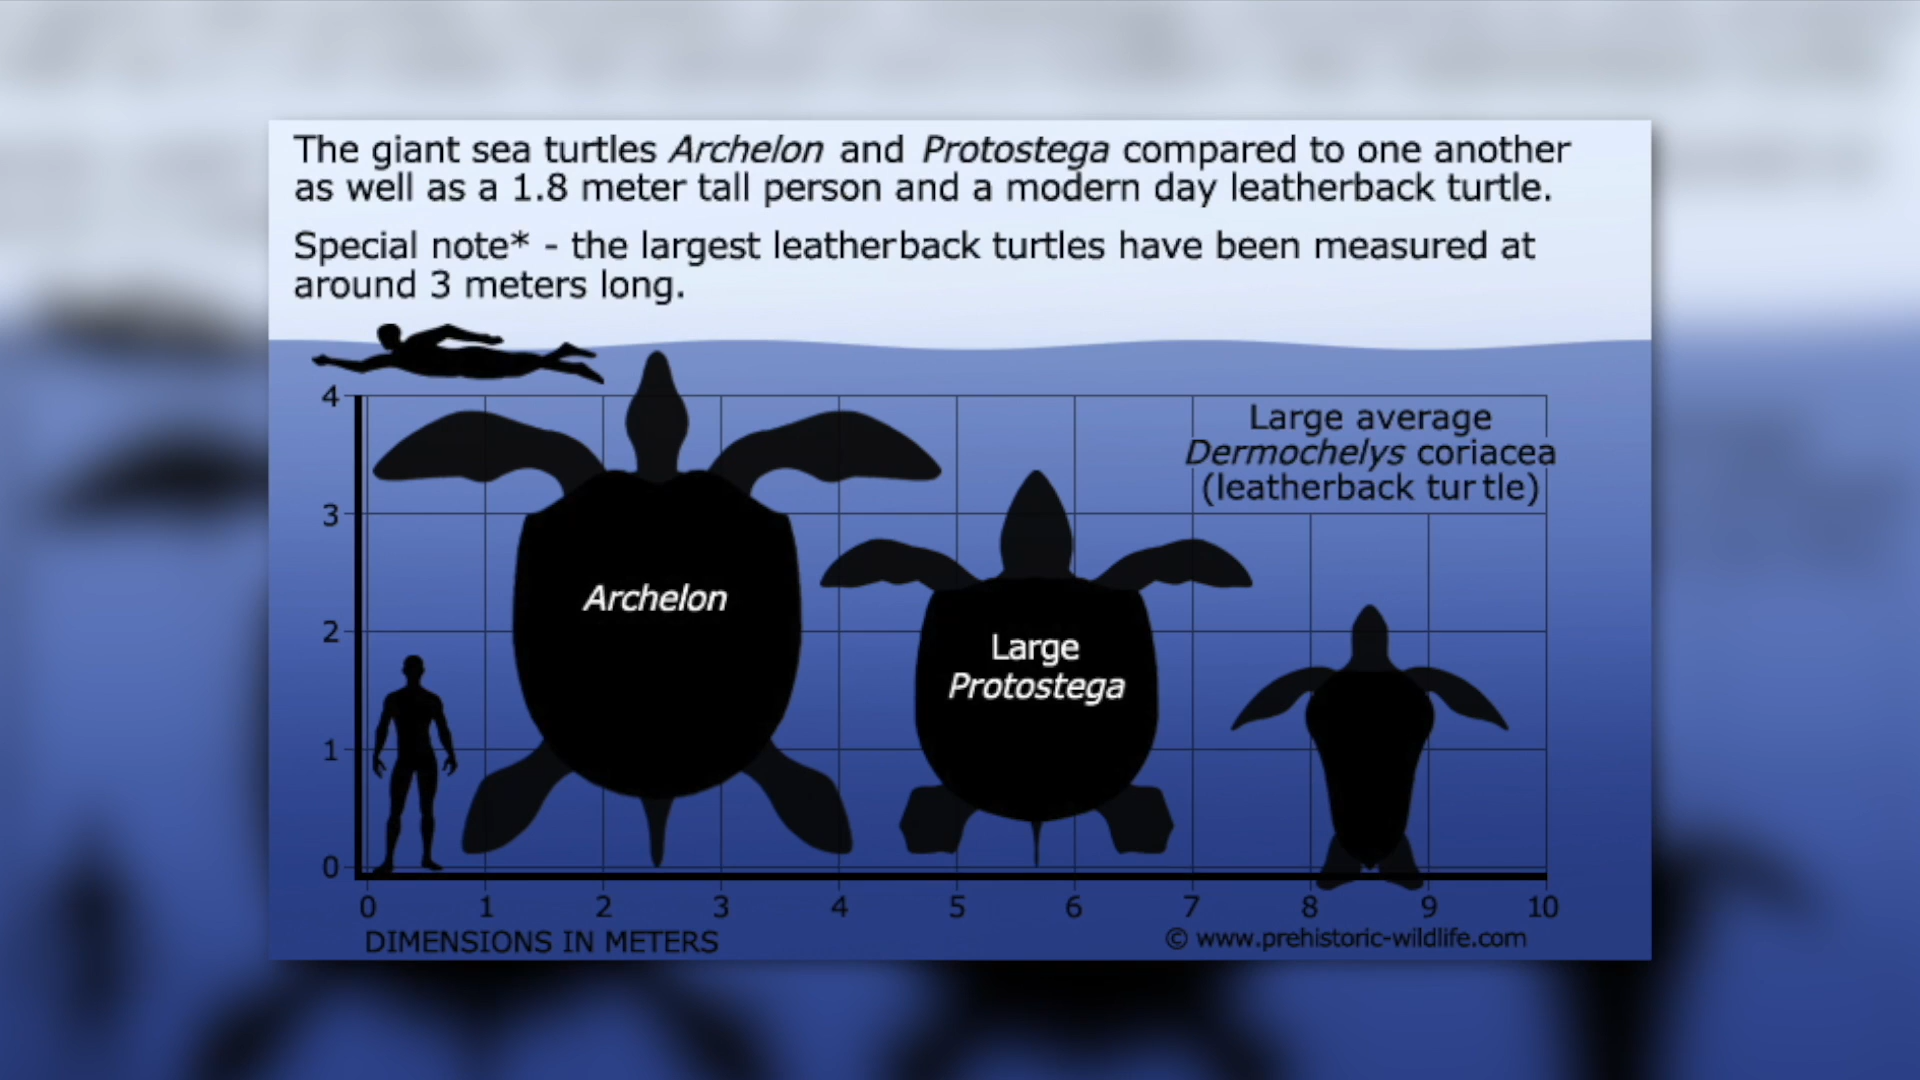 The giant sea turtles Archelon and Protostega compared to one another
as well as a 1.8 meter tall person and a modern day leatherback turtle.
Special note* - the largest leatherback turtles have been measured at
around 3 meters long.
4
Large average
Dermochelys coriacea
(leatherback turtle)
3
Archelon
2
Large
Protostega
1
0
0 1 2 3 4 5 6 7 8 9 10
DIMENSIONS IN METERS
© www.prehistoric-wildlife.com